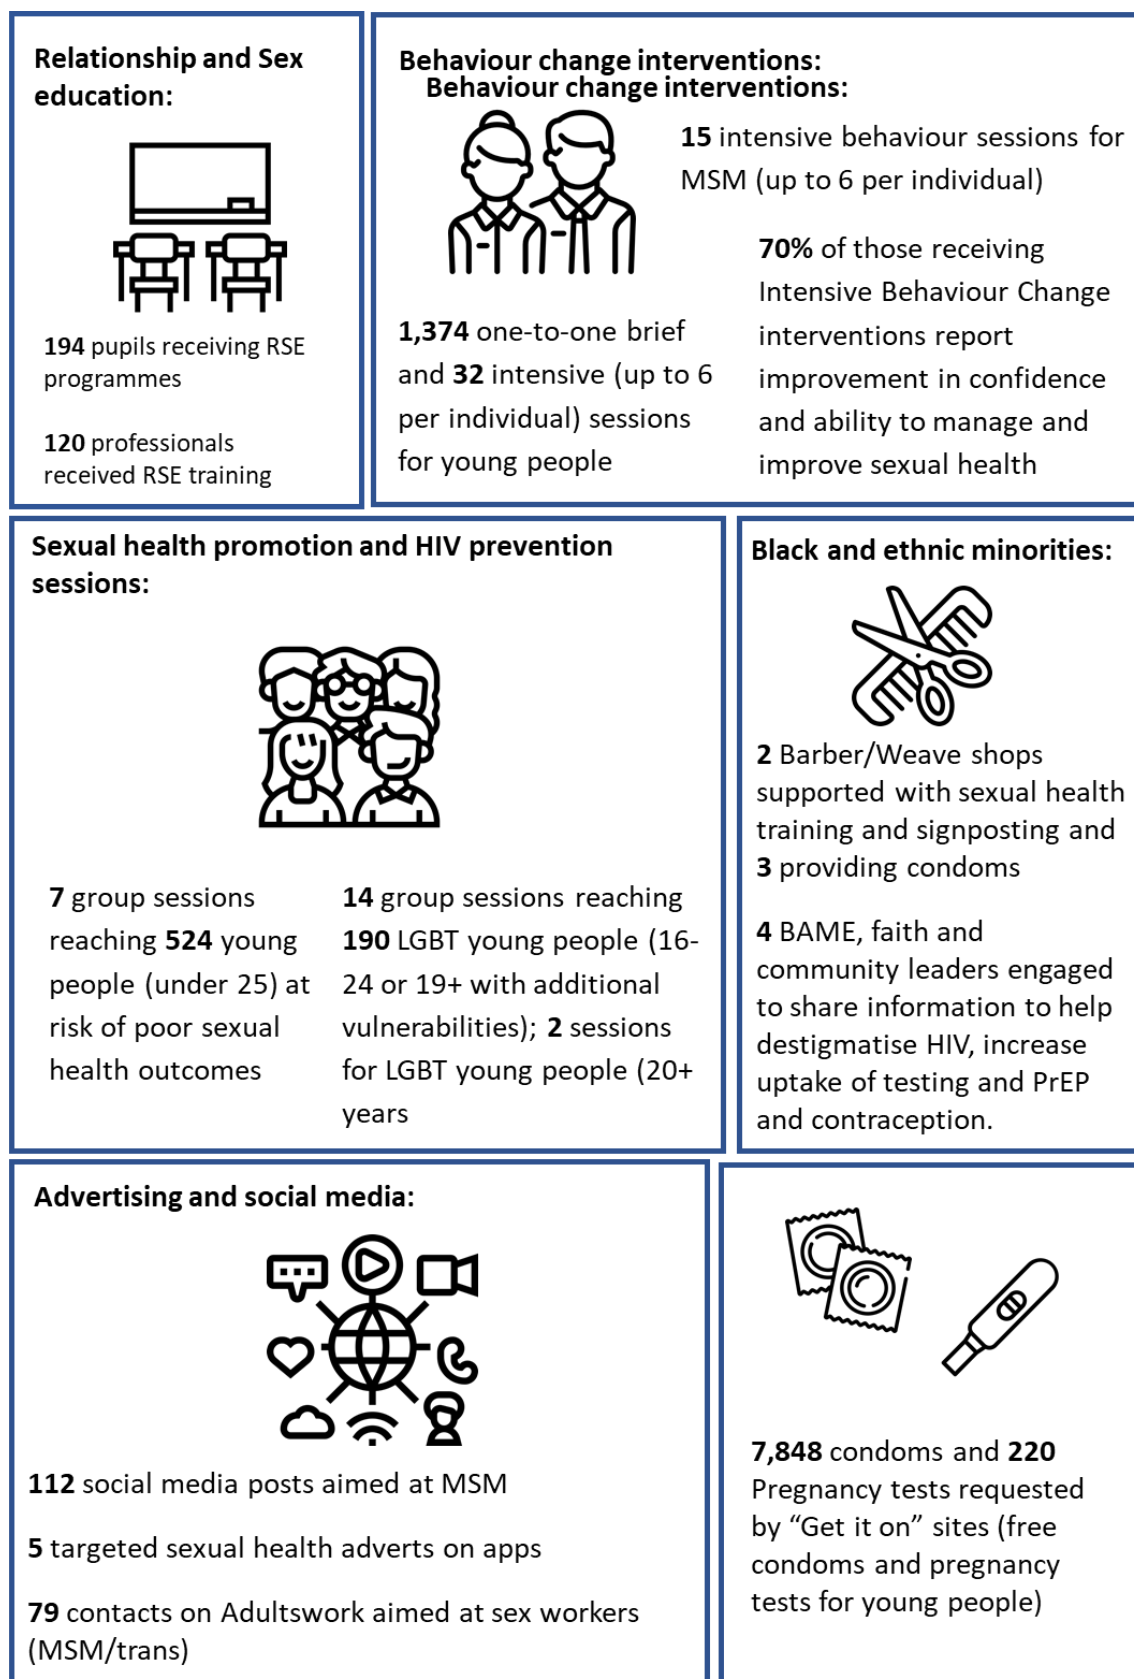 Relationship and Sex
education:
194 pupils receiving RSE
programmes
120 professionals
received RSE training
Behaviour change interventions:
Behaviour change interventions:
15 intensive behaviour sessions for
MSM (up to 6 per individual)
1,374 one-to-one brief
and 32 intensive (up to 6
per individual) sessions
for young people
70% of those receiving
Intensive Behaviour Change
interventions report
improvement in confidence
and ability to manage and
improve sexual health
Sexual health promotion and HIV prevention
sessions:
7 group sessions
reaching 524 young
people (under 25) at
risk of poor sexual
health outcomes
14 group sessions reaching
190 LGBT young people (16-
24 or 19+ with additional
vulnerabilities); 2 sessions
for LGBT young people (20+
years
Black and ethnic minorities:
2 Barber/Weave shops
supported with sexual health
training and signposting and
3 providing condoms
4 BAME, faith and
community leaders engaged
to share information to help
destigmatise HIV, increase
uptake of testing and PrEP
and contraception.
Advertising and social media:
112 social media posts aimed at MSM
5 targeted sexual health adverts on apps
79 contacts on Adultswork aimed at sex workers
(MSM/trans)
7,848 condoms and 220
Pregnancy tests requested
by “Get it on” sites (free
condoms and pregnancy
tests for young people)